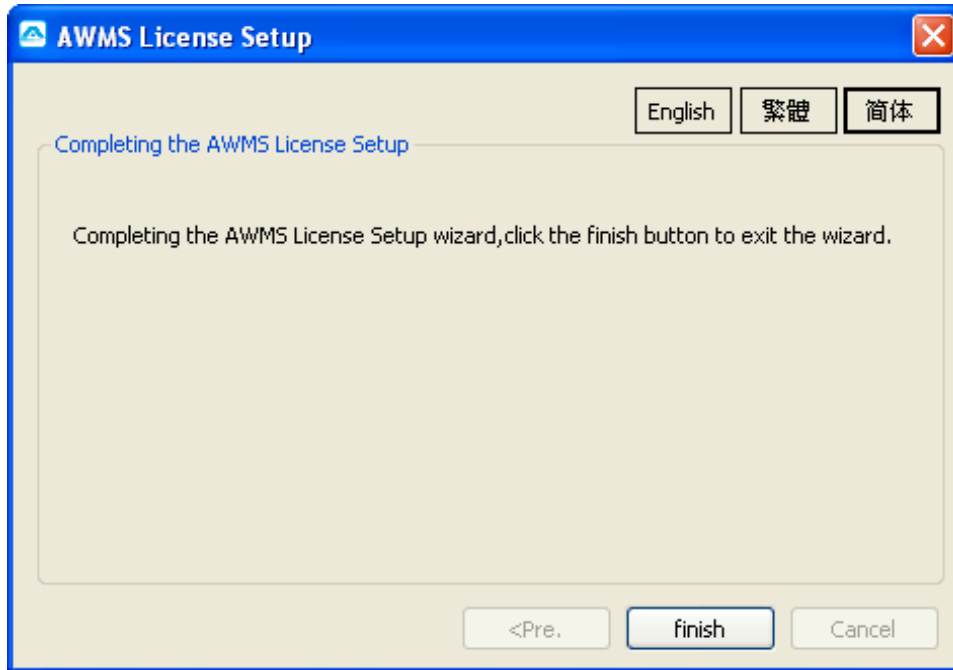 AWMS License Setup
English 繁體 简体
Completing the AWMS License Setup
Completing the AWMS License Setup wizard,click the finish button to exit the wizard.
<Pre. finish Cancel